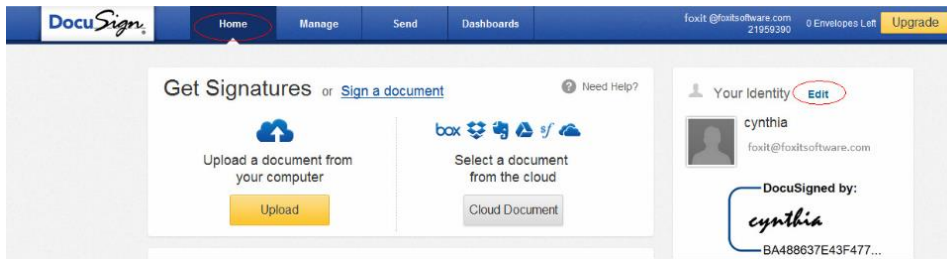 DocuSign.
Home Manage Send Dashboards
foxit @foxitsoftware.com
21959390
0 Envelopes Left
Upgrade
Get Signatures or Sign a document
Need Help?
Upload a document from
your computer
Upload
box
sf
Select a document
from the cloud
Cloud Document
Your Identity Edit
cynthia
foxit@foxitsoftware.com
DocuSigned by:
cynthia
BA488637E43F477...